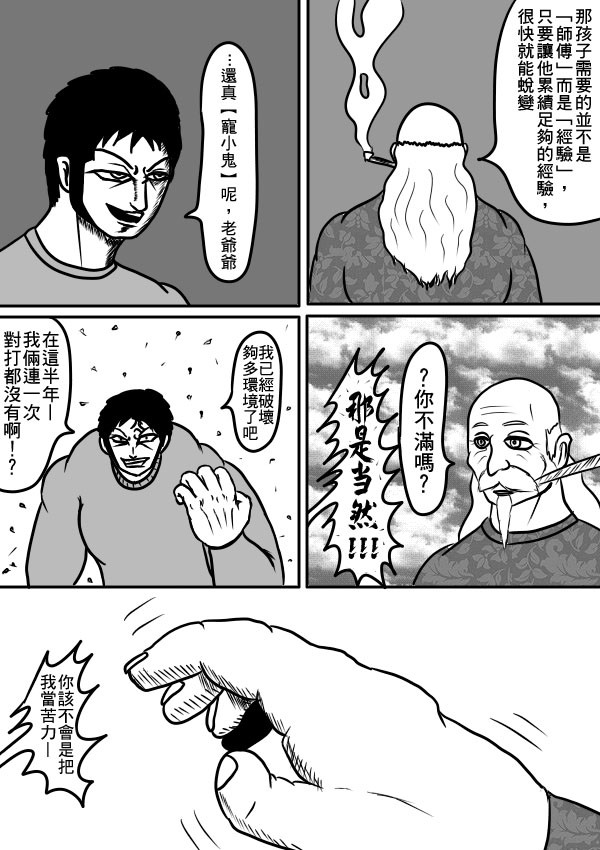 那孩子需要的並不是
「師傅」而是「經驗」，
只要讓他累績足夠的經驗，
很快就能蛻變
…還真【寵小鬼】呢，老爺爺
？你不滿嗎？
那是当然!!!
我已經破壞
夠多環境了吧
在這半年—
我倆連一次
對打都沒有啊!？
你該不會是把
我當苦力—